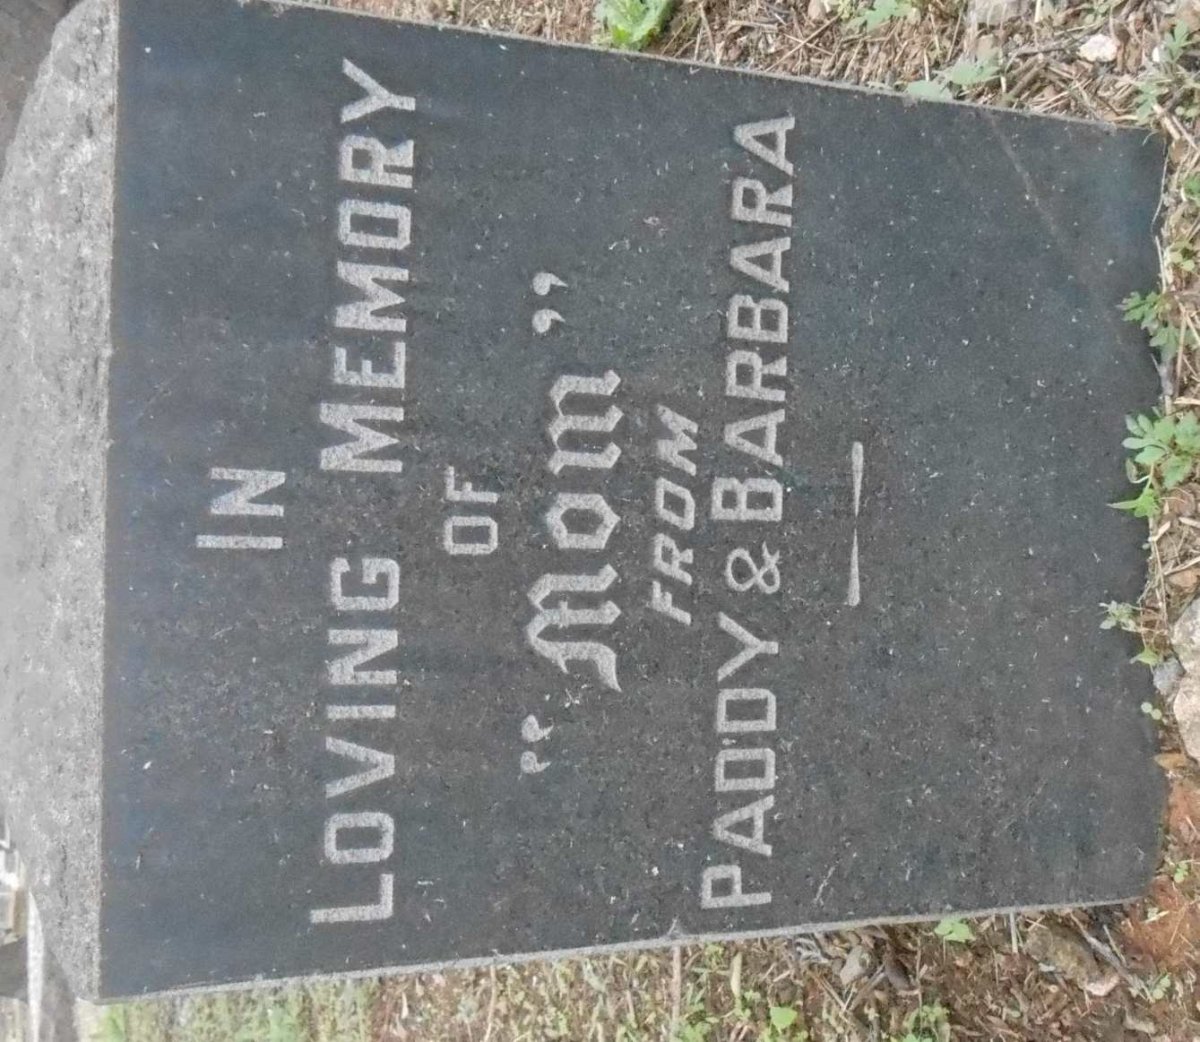 IN
LOVING MEMORY
OF
"Mom"
FROM
PADDY & BARBARA